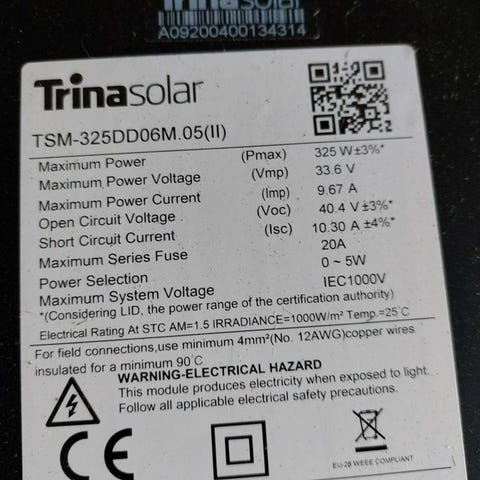 Trinasolar
A09200400134314
Trinasolar
TSM-325DD06M.05(II)
Maximum Power (Pmax) 325 W±3%*
Maximum Power Voltage (Vmp) 33.6 V
Maximum Power Current (Imp) 9.67 A
Open Circuit Voltage (Voc) 40.4 V±3%*
Short Circuit Current (Isc) 10.30 A±4%*
Maximum Series Fuse 20A
Power Selection 0 ~ 5W
Maximum System Voltage IEC1000V
*(Considering LID, the power range of the certification authority)
Electrical Rating At STC AM=1.5 IRRADIANCE=1000W/m² Temp.=25℃
For field connections,use minimum 4mm²(No. 12AWG)copper wires
insulated for a minimum 90℃
WARNING-ELECTRICAL HAZARD
This module produces electricity when exposed to light.
Follow all applicable electrical safety precautions.
CE
EU-28 WEEE COMPLIANT